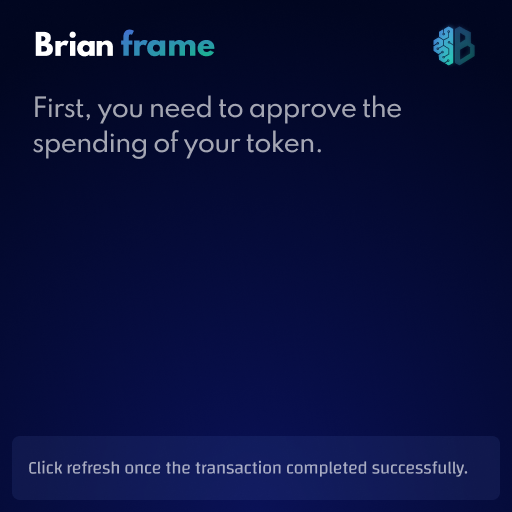 Brian frame
First, you need to approve the
spending of your token.
Click refresh once the transaction completed successfully.